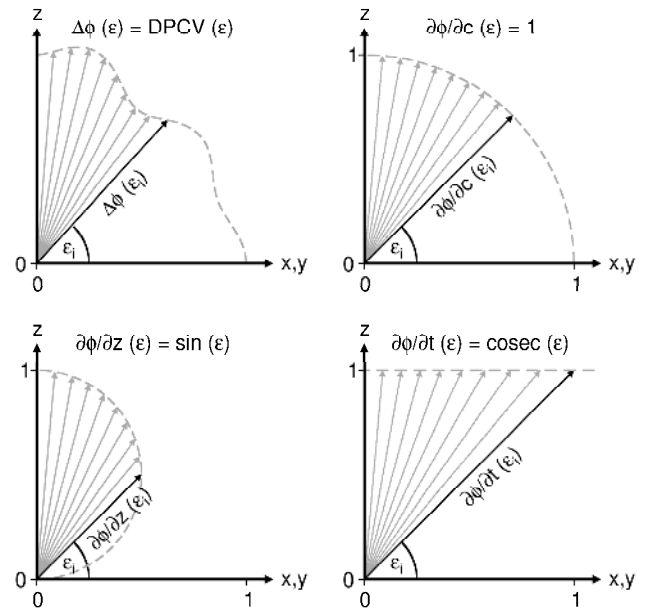 z
Δϕ (ε) = DPCV (ε)
Δϕ (εi)
εi
0
0
x,y
z
∂ϕ/∂c (ε) = 1
1
∂ϕ/∂c (εi)
εi
0
0
1
x,y
z
∂ϕ/∂z (ε) = sin (ε)
1
∂ϕ/∂z (εi)
εi
0
0
1
x,y
z
∂ϕ/∂t (ε) = cosec (ε)
1
∂ϕ/∂t (εi)
εi
0
0
1
x,y